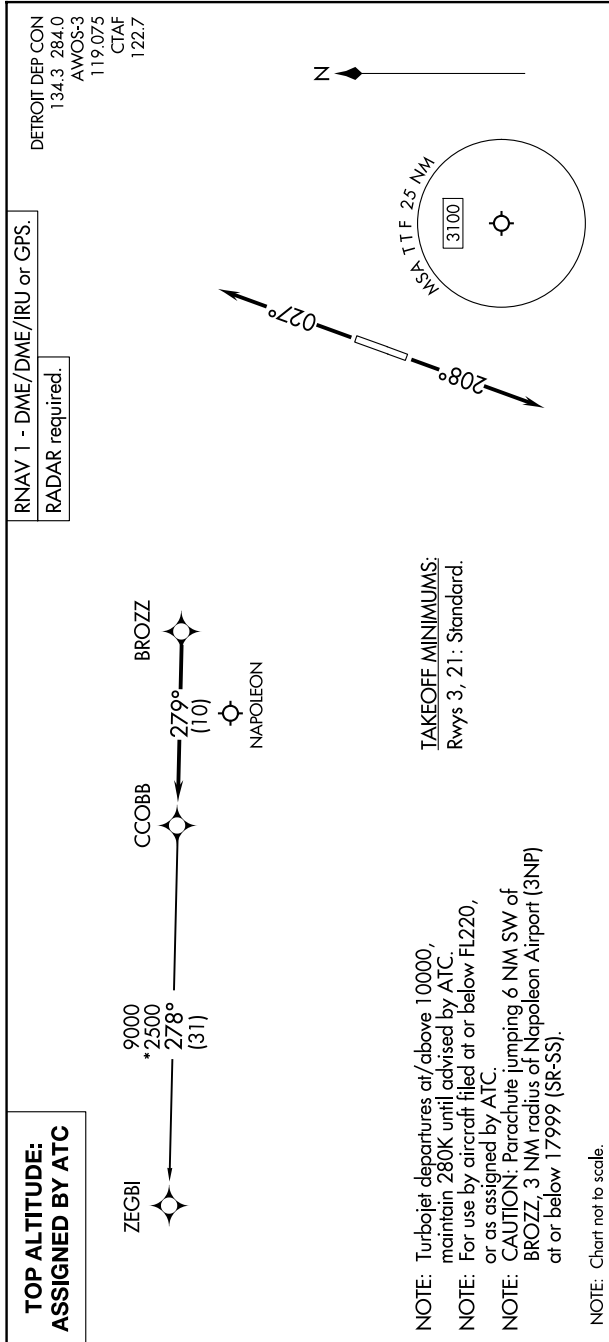 TOP ALTITUDE:
ASSIGNED BY ATC
RNAV 1 - DME/DME/IRU or GPS.
RADAR required.
DETROIT DEP CON
134.3 284.0
AWOS-3
119.075
CTAF
122.7
ZEGBI
9000
*2500
278°
(31)
CCOBB
279°
(10)
BROZZ
NAPOLEON
027°
208°
N
MSA TTF 25 NM
3100
TAKEOFF MINIMUMS:
Rwys 3, 21: Standard.
NOTE: Turbojet departures at/above 10000,
maintain 280K until advised by ATC.
NOTE: For use by aircraft filed at or below FL220,
or as assigned by ATC.
NOTE: CAUTION: Parachute jumping 6 NM SW of
BROZZ, 3 NM radius of Napoleon Airport (3NP)
at or below 17999 (SR-SS).
NOTE: Chart not to scale.